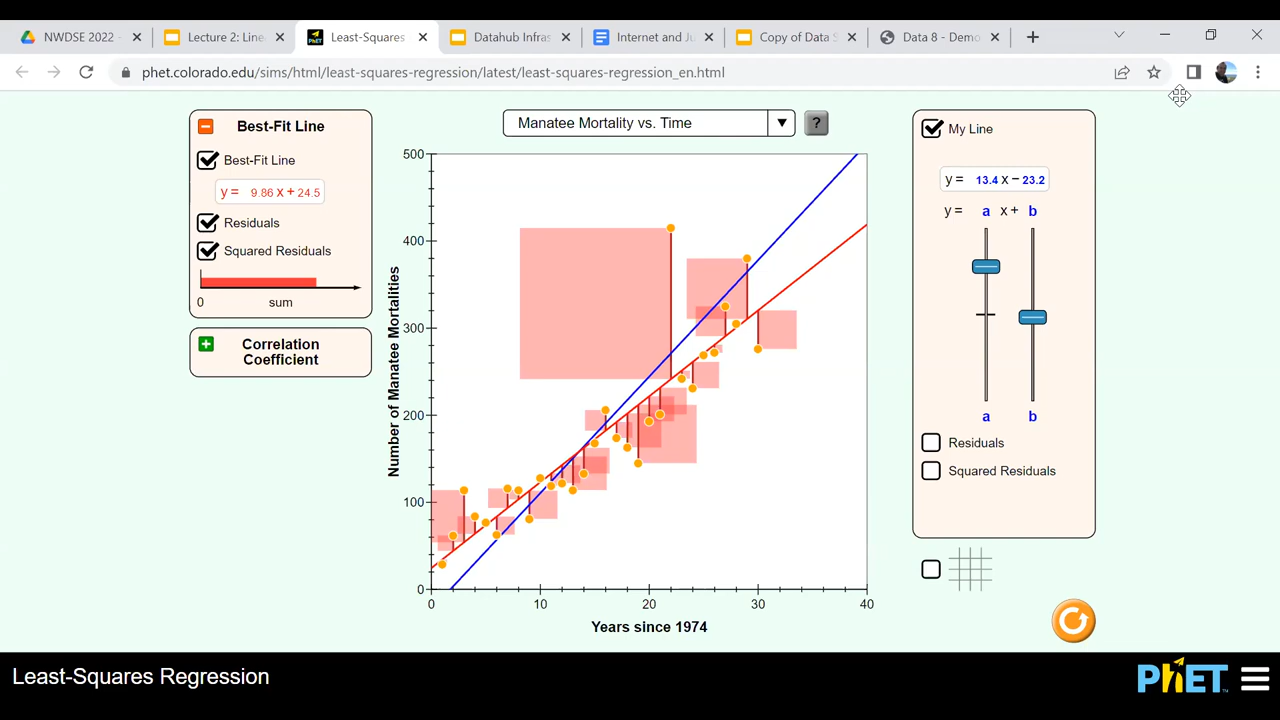 NWDSE 2022 -
Lecture 2: Line
Least-Squares
Datahub Infras
Internet and Ju
Copy of Data S
Data 8 - Demo
phet.colorado.edu/sims/html/least-squares-regression/latest/least-squares-regression_en.html
Best-Fit Line
Best-Fit Line
y = 9.86 x + 24.5
Residuals
Squared Residuals
0 sum
Correlation
Coefficient
Manatee Mortality vs. Time
?
500
400
300
200
100
0
Number of Manatee Mortalities
0 10 20 30 40
Years since 1974
My Line
y = 13.4 x − 23.2
y = a x + b
a b
Residuals
Squared Residuals
Least-Squares Regression
PhET